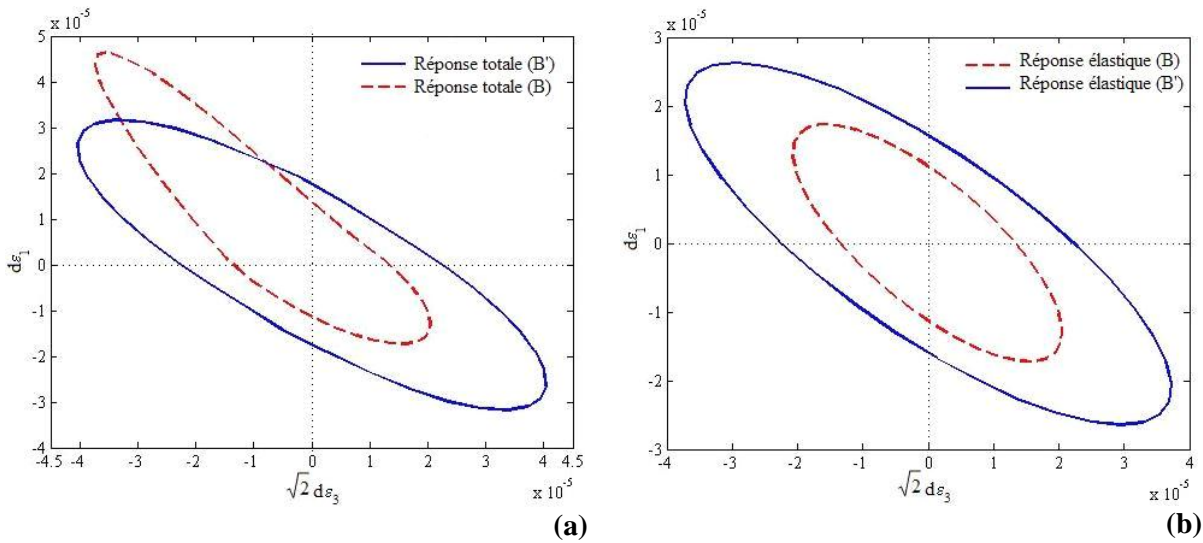 x 10⁻⁵
5
4
3
2
1
0
-1
-2
-3
-4
dε₁
Réponse totale (B')
Réponse totale (B)
-4.5 -4 -3 -2 -1 0 1 2 3 4 4.5
√2 dε₃
x 10⁻⁵
(a)
x 10⁻⁵
3
2
1
0
-1
-2
-3
dε₁
Réponse élastique (B)
Réponse élastique (B')
-4 -3 -2 -1 0 1 2 3 4
√2 dε₃
x 10⁻⁵
(b)